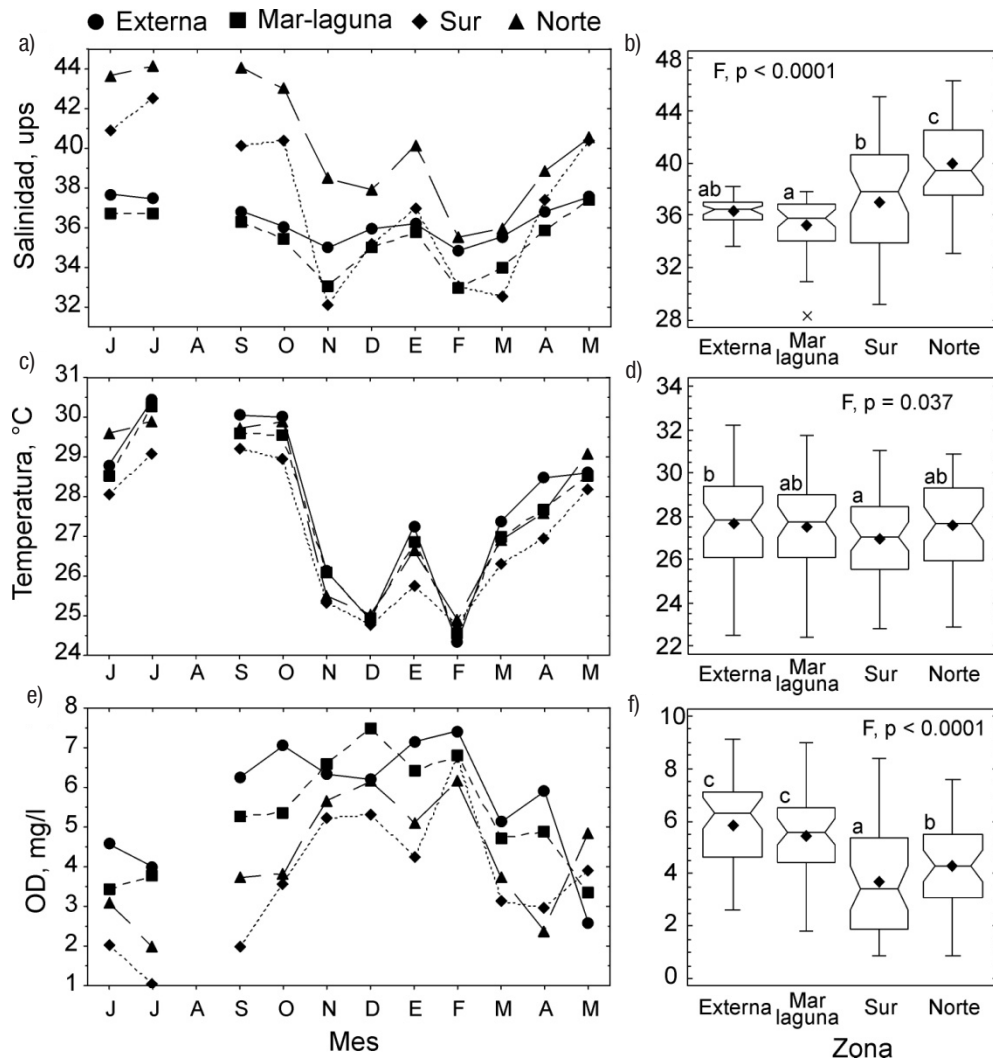 Externa Mar-laguna Sur Norte
a)
Salinidad, ups
44
42
40
38
36
34
32
J J A S O N D E F M A M
b)
F, p < 0.0001
48
44
40
36
32
28
ab a b c
Externa Mar laguna Sur Norte
c)
Temperatura, °C
31
30
29
28
27
26
25
24
J J A S O N D E F M A M
d)
F, p = 0.037
34
32
30
28
26
24
22
b ab a ab
Externa Mar laguna Sur Norte
e)
OD, mg/l
8
7
6
5
4
3
2
1
J J A S O N D E F M A M
Mes
f)
F, p < 0.0001
10
8
6
4
2
0
c c a b
Externa Mar laguna Sur Norte
Zona